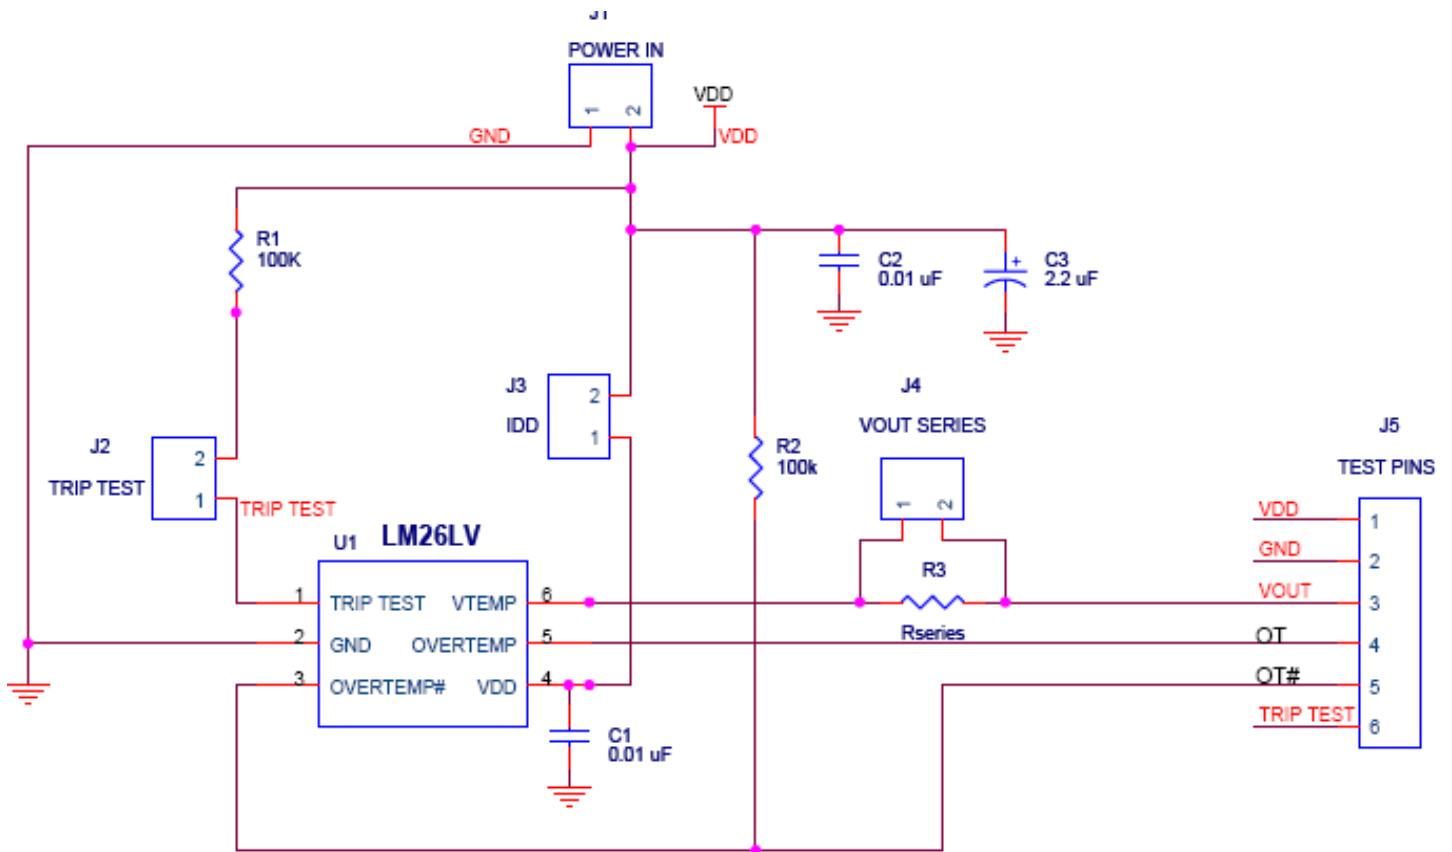 J1
POWER IN
1
2
VDD
GND
VDD
R1
100K
C2
0.01 uF
+
C3
2.2 uF
J3
IDD
2
1
J4
VOUT SERIES
1
2
J2
TRIP TEST
2
1
TRIP TEST
R2
100k
J5
TEST PINS
VDD
1
GND
2
VOUT
3
OT
4
OT#
5
TRIP TEST
6
R3
Rseries
U1
LM26LV
1
TRIP TEST
VTEMP
6
2
GND
OVERTEMP
5
3
OVERTEMP#
VDD
4
C1
0.01 uF